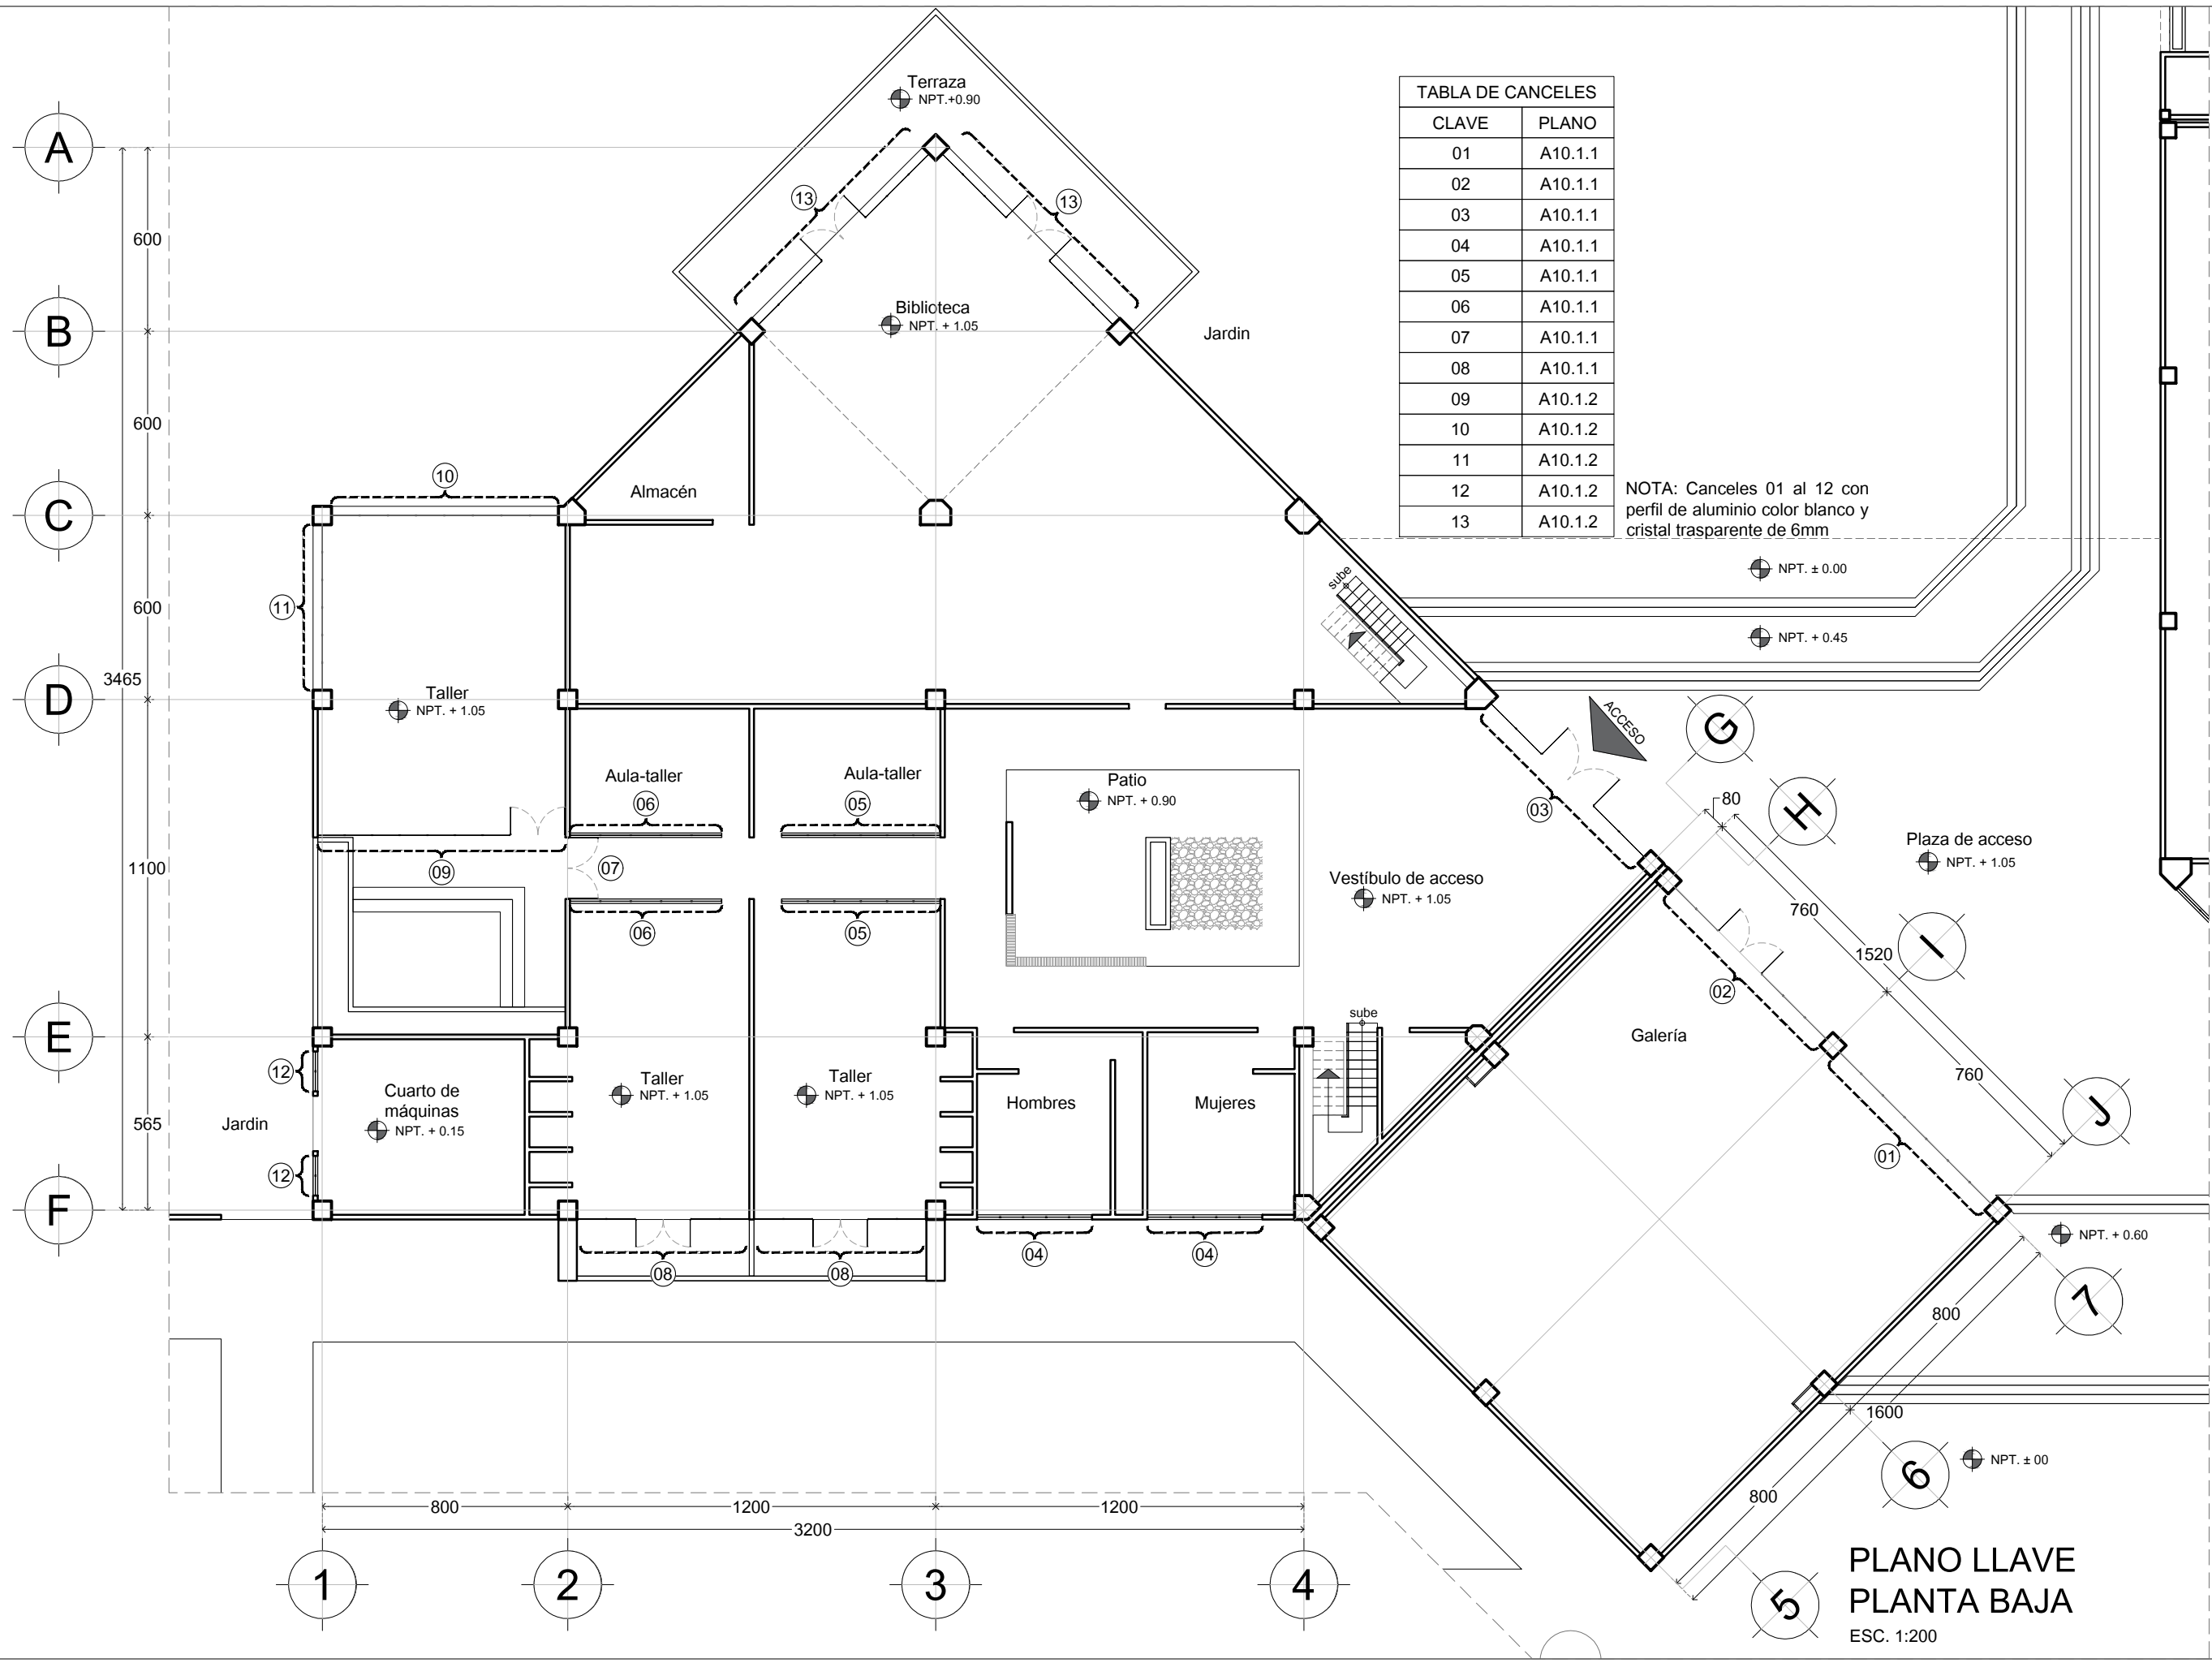 Terraza
NPT.+0.90
TABLA DE CANCELES
CLAVE PLANO
01 A10.1.1
02 A10.1.1
03 A10.1.1
04 A10.1.1
05 A10.1.1
06 A10.1.1
07 A10.1.1
08 A10.1.1
09 A10.1.2
10 A10.1.2
11 A10.1.2
12 A10.1.2
13 A10.1.2
NOTA: Canceles 01 al 12 con
perfil de aluminio color blanco y
cristal trasparente de 6mm
A
B
C
D
E
F
600
600
600
3465
1100
565
13
13
Biblioteca
NPT. + 1.05
Jardin
10
Almacén
11
sube
NPT. ± 0.00
NPT. + 0.45
Taller
NPT. + 1.05
ACCESO
G
H
I
J
Aula-taller
06
Aula-taller
05
Patio
NPT. + 0.90
03
80
Plaza de acceso
NPT. + 1.05
09
07
06
05
Vestíbulo de acceso
NPT. + 1.05
760
1520
02
760
sube
Galería
12
12
Cuarto de
máquinas
NPT. + 0.15
Jardin
Taller
NPT. + 1.05
Taller
NPT. + 1.05
Hombres
Mujeres
01
08
08
04
04
NPT. + 0.60
7
800
1600
6
NPT. ± 00
800
5
800
1200
1200
3200
1
2
3
4
PLANO LLAVE
PLANTA BAJA
ESC. 1:200